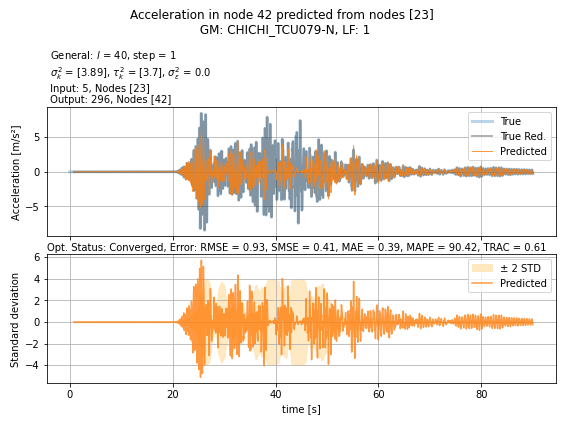 Acceleration in node 42 predicted from nodes [23]
GM: CHICHI_TCU079-N, LF: 1
General: l = 40, step = 1
σ²ₖ = [3.89], τ²ₖ = [3.7], σ²ε = 0.0
Input: 5, Nodes [23]
Output: 296, Nodes [42]
Acceleration [m/s²]
5
0
−5
True
True Red.
Predicted
Opt. Status: Converged, Error: RMSE = 0.93, SMSE = 0.41, MAE = 0.39, MAPE = 90.42, TRAC = 0.61
Standard deviation
6
4
2
0
−2
−4
± 2 STD
Predicted
0 20 40 60 80
time [s]